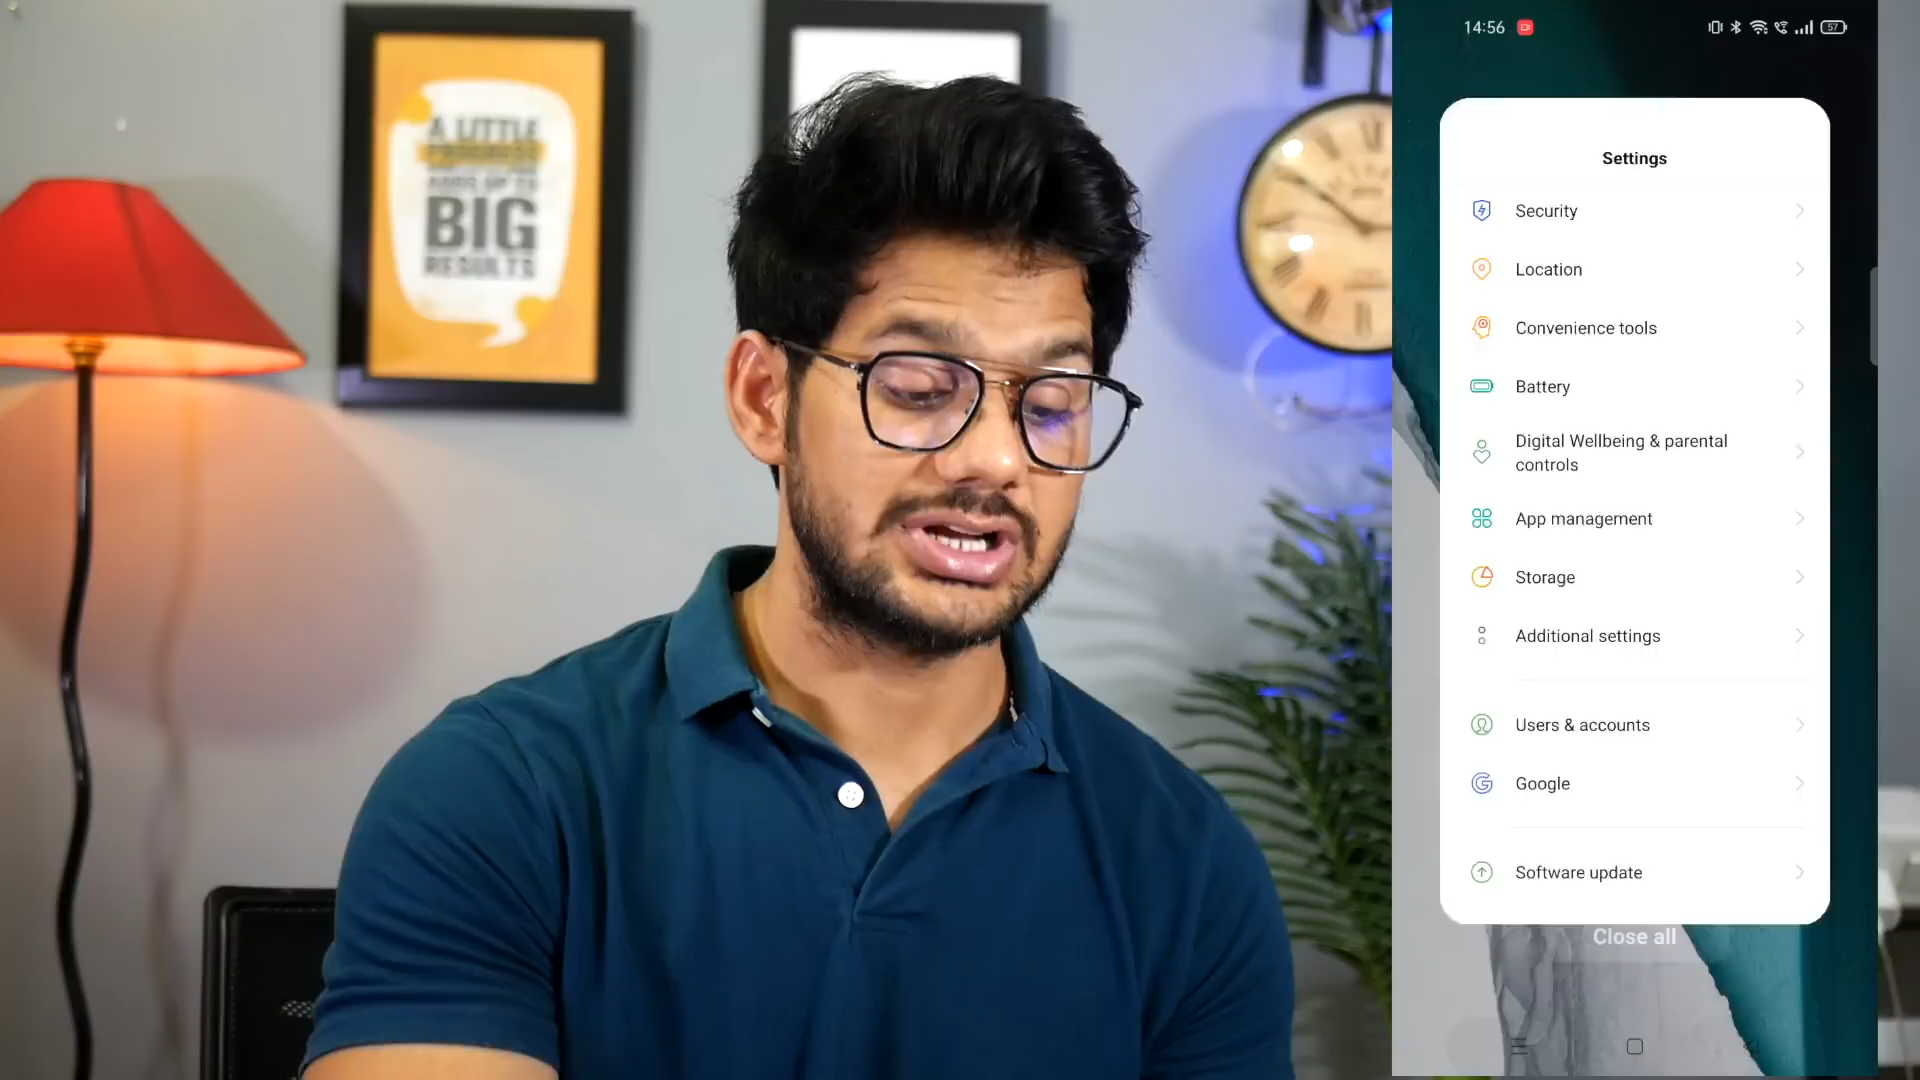 A LITTLE
BIG
RESULTS
14:56
57
Settings
Security
Location
Convenience tools
Battery
Digital Wellbeing & parental
controls
App management
Storage
Additional settings
Users & accounts
Google
Software update
Close all